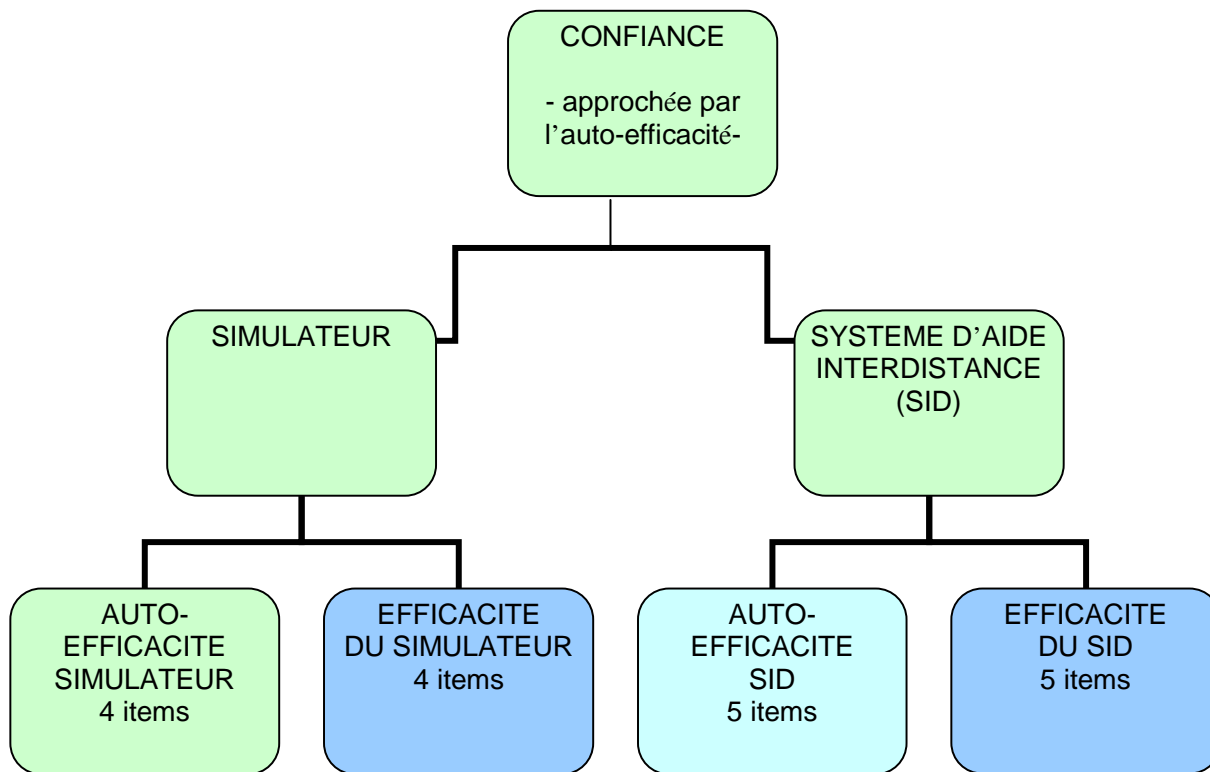 CONFIANCE
- approchée par
l’auto-efficacité-
SIMULATEUR
SYSTEME D’AIDE
INTERDISTANCE
(SID)
AUTO-
EFFICACITE
SIMULATEUR
4 items
EFFICACITE
DU SIMULATEUR
4 items
AUTO-
EFFICACITE
SID
5 items
EFFICACITE
DU SID
5 items